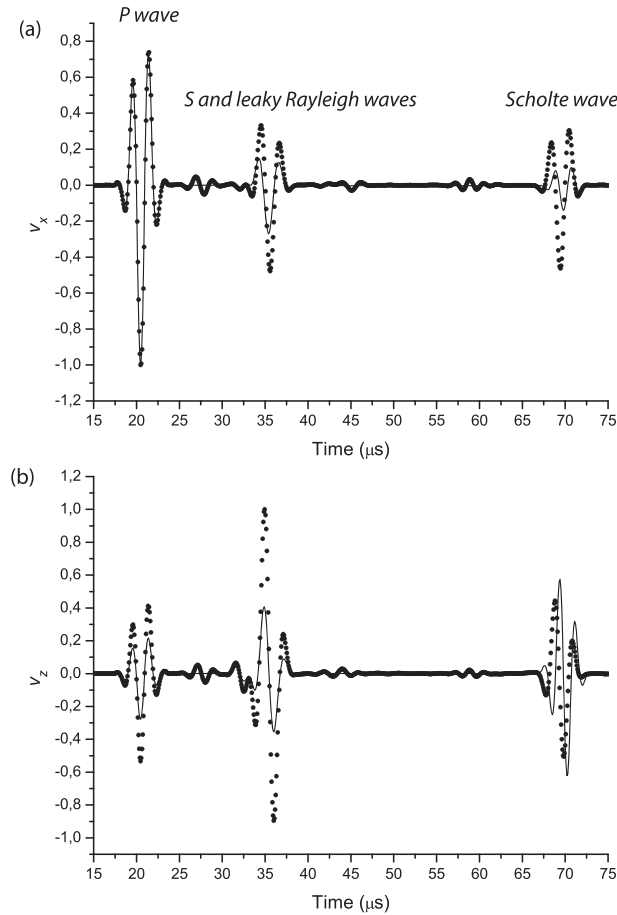 P wave
(a)
0,8
S and leaky Rayleigh waves
Scholte wave
0,4
0,0
-0,2
-0,4
-0,6
-0,8
-1,0
-1,2
v_x
15 20 25 30 35 40 45 50 55 60 65 70 75
Time (μs)
(b)
1,2
1,0
0,8
0,6
0,4
0,2
0,0
-0,2
-0,4
-0,6
-0,8
-1,0
v_z
15 20 25 30 35 40 45 50 55 60 65 70 75
Time (μs)